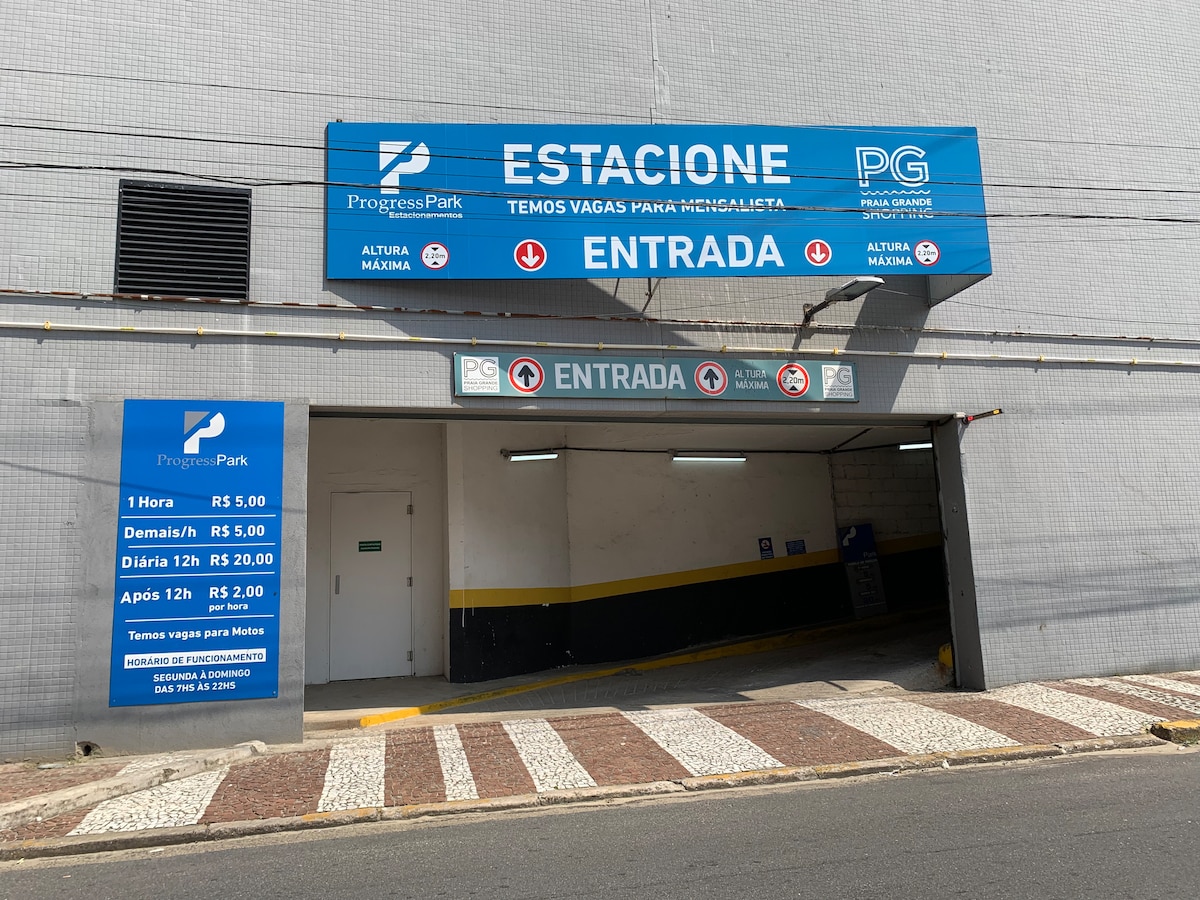 P
ProgressPark
Estacionamentos
ESTACIONE
TEMOS VAGAS PARA MENSALISTA
PG
PRAIA GRANDE
SHOPPING
ALTURA
MÁXIMA
2,20m
ENTRADA
ALTURA
MÁXIMA
2,20m
PG
PRAIA GRANDE
SHOPPING
ENTRADA
ALTURA
MÁXIMA
2,20m
PG
PRAIA GRANDE
SHOPPING
P
ProgressPark
1 Hora R$ 5,00
Demais/h R$ 5,00
Diária 12h R$ 20,00
Após 12h R$ 2,00
por hora
Temos vagas para Motos
HORÁRIO DE FUNCIONAMENTO
SEGUNDA À DOMINGO
DAS 7HS ÀS 22HS